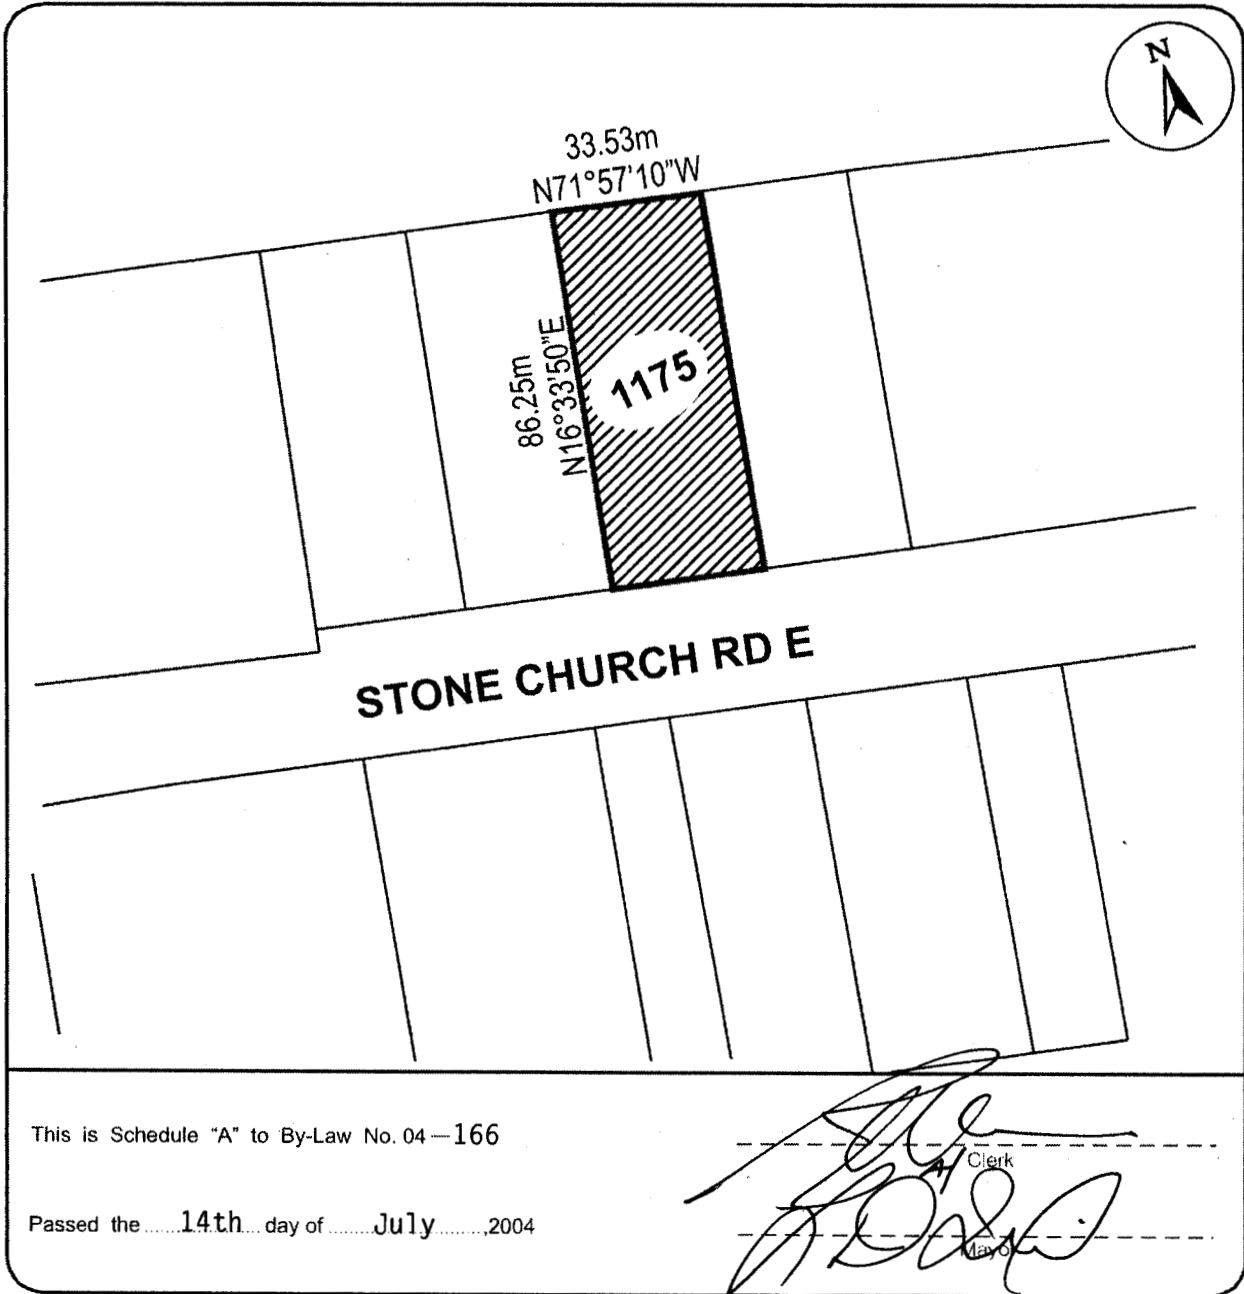 N
33.53m
N71°57'10"W
86.25m
N16°33'50"E
1175
STONE CHURCH RD E
This is Schedule "A" to By-Law No. 04-166
A/ Clerk
Passed the 14th day of July, 2004
Mayor